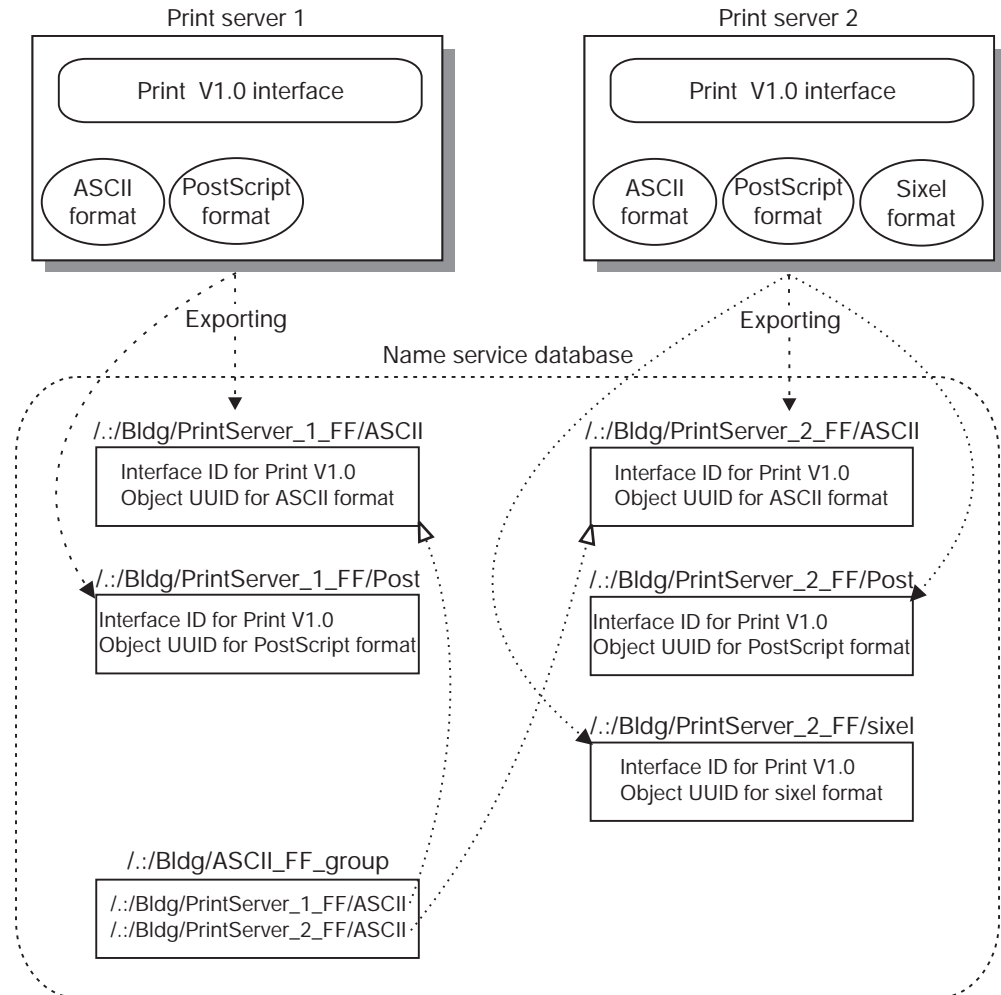 Print server 1
Print V1.0 interface
ASCII
format
PostScript
format
Print server 2
Print V1.0 interface
ASCII
format
PostScript
format
Sixel
format
Exporting
Exporting
Name service database
/.:/Bldg/PrintServer_1_FF/ASCII
Interface ID for Print V1.0
Object UUID for ASCII format
/.:/Bldg/PrintServer_2_FF/ASCII
Interface ID for Print V1.0
Object UUID for ASCII format
/.:/Bldg/PrintServer_1_FF/Post
Interface ID for Print V1.0
Object UUID for PostScript format
/.:/Bldg/PrintServer_2_FF/Post
Interface ID for Print V1.0
Object UUID for PostScript format
/.:/Bldg/PrintServer_2_FF/sixel
Interface ID for Print V1.0
Object UUID for sixel format
/.:/Bldg/ASCII_FF_group
/.:/Bldg/PrintServer_1_FF/ASCII
/.:/Bldg/PrintServer_2_FF/ASCII